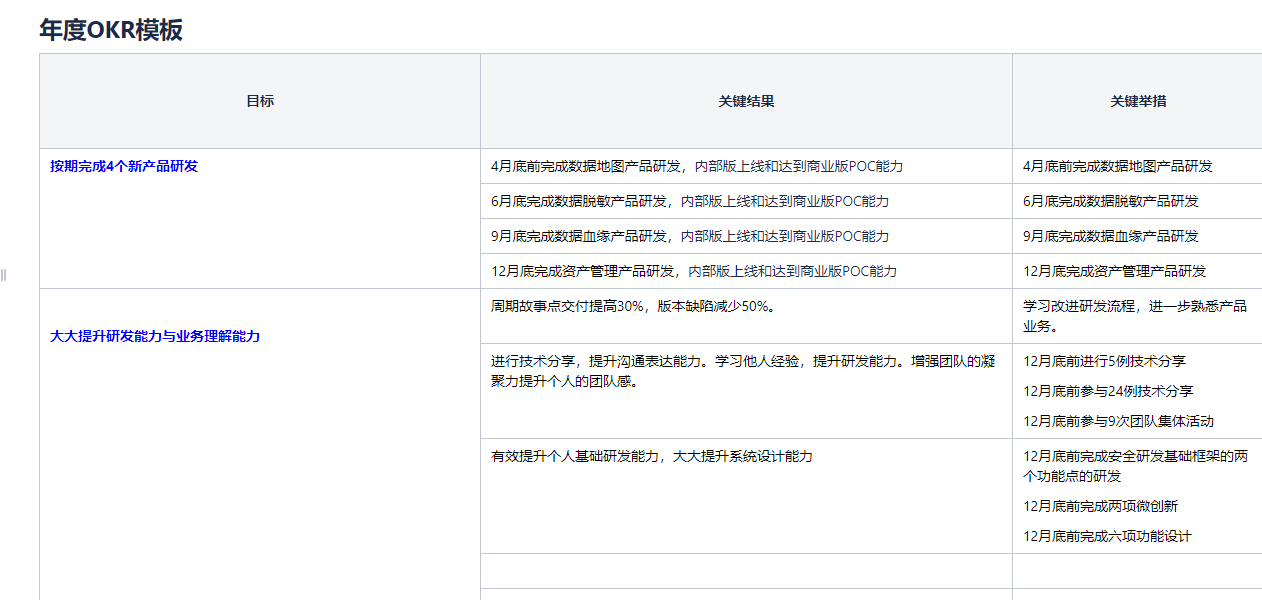 年度OKR模板
目标
关键结果
关键举措
按期完成4个新产品研发
4月底前完成数据地图产品研发，内部版上线和达到商业版POC能力
4月底前完成数据地图产品研发
6月底完成数据脱敏产品研发，内部版上线和达到商业版POC能力
6月底完成数据脱敏产品研发
9月底完成数据血缘产品研发，内部版上线和达到商业版POC能力
9月底完成数据血缘产品研发
12月底完成资产管理产品研发，内部版上线和达到商业版POC能力
12月底完成资产管理产品研发
大大提升研发能力与业务理解能力
周期故事点交付提高30%，版本缺陷减少50%。
学习改进研发流程，进一步熟悉产品
业务。
进行技术分享，提升沟通表达能力。学习他人经验，提升研发能力。增强团队的凝
聚力提升个人的团队感。
12月底前进行5例技术分享
12月底前参与24例技术分享
12月底前参与9次团队集体活动
有效提升个人基础研发能力，大大提升系统设计能力
12月底前完成安全研发基础框架的两
个功能点的研发
12月底前完成两项微创新
12月底前完成六项功能设计